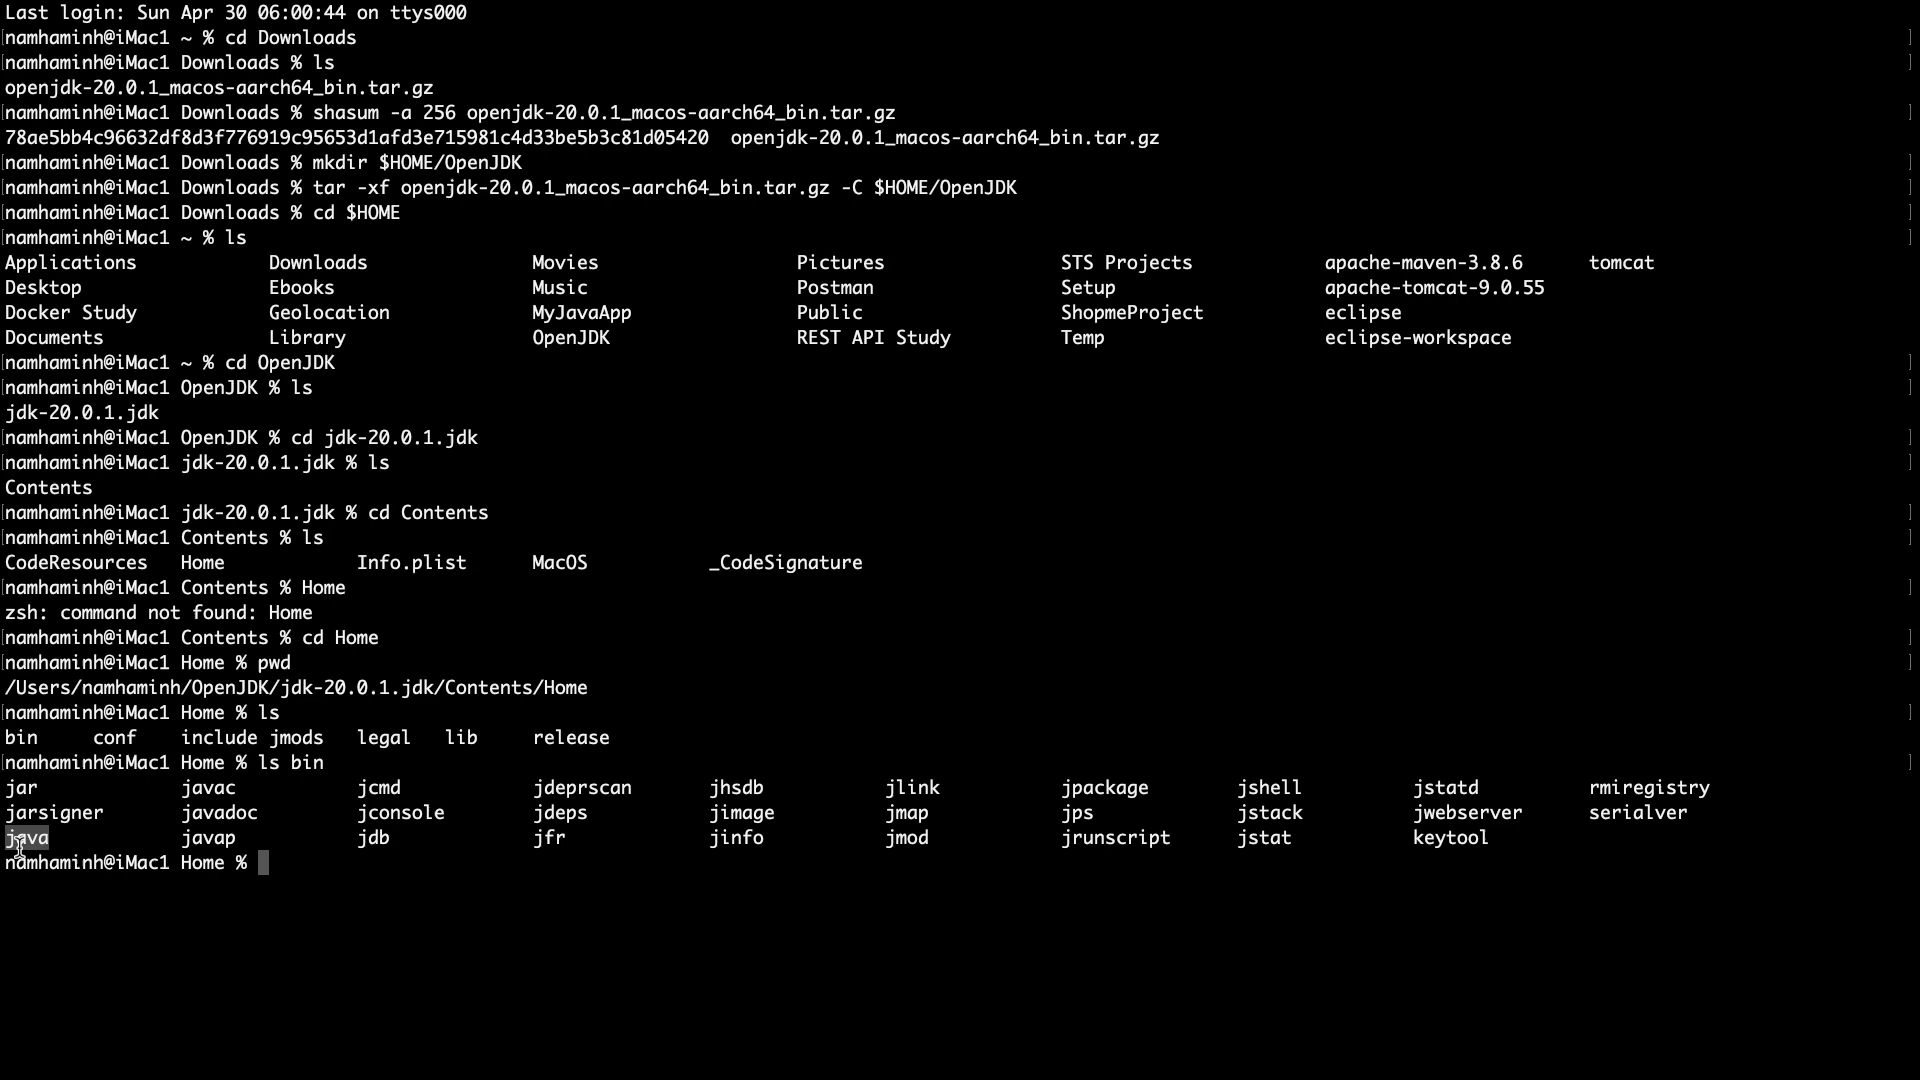 Last login: Sun Apr 30 06:00:44 on ttys000
[namhaminh@iMac1 ~ % cd Downloads ]
[namhaminh@iMac1 Downloads % ls ]
openjdk-20.0.1_macos-aarch64_bin.tar.gz
[namhaminh@iMac1 Downloads % shasum -a 256 openjdk-20.0.1_macos-aarch64_bin.tar.gz ]
78ae5bb4c96632df8d3f776919c95653d1afd3e715981c4d33be5b3c81d05420  openjdk-20.0.1_macos-aarch64_bin.tar.gz
[namhaminh@iMac1 Downloads % mkdir $HOME/OpenJDK ]
[namhaminh@iMac1 Downloads % tar -xf openjdk-20.0.1_macos-aarch64_bin.tar.gz -C $HOME/OpenJDK ]
[namhaminh@iMac1 Downloads % cd $HOME ]
[namhaminh@iMac1 ~ % ls ]
Applications Downloads Movies Pictures STS Projects apache-maven-3.8.6 tomcat
Desktop Ebooks Music Postman Setup apache-tomcat-9.0.55
Docker Study Geolocation MyJavaApp Public ShopmeProject eclipse
Documents Library OpenJDK REST API Study Temp eclipse-workspace
[namhaminh@iMac1 ~ % cd OpenJDK ]
[namhaminh@iMac1 OpenJDK % ls ]
jdk-20.0.1.jdk
[namhaminh@iMac1 OpenJDK % cd jdk-20.0.1.jdk ]
[namhaminh@iMac1 jdk-20.0.1.jdk % ls ]
Contents
[namhaminh@iMac1 jdk-20.0.1.jdk % cd Contents ]
[namhaminh@iMac1 Contents % ls ]
CodeResources Home Info.plist MacOS _CodeSignature
[namhaminh@iMac1 Contents % Home ]
zsh: command not found: Home
[namhaminh@iMac1 Contents % cd Home ]
[namhaminh@iMac1 Home % pwd ]
/Users/namhaminh/OpenJDK/jdk-20.0.1.jdk/Contents/Home
[namhaminh@iMac1 Home % ls ]
bin conf include jmods legal lib release
[namhaminh@iMac1 Home % ls bin ]
jar javac jcmd jdeprscan jhsdb jlink jpackage jshell jstatd rmiregistry
jarsigner javadoc jconsole jdeps jimage jmap jps jstack jwebserver serialver
java javap jdb jfr jinfo jmod jrunscript jstat keytool
namhaminh@iMac1 Home %